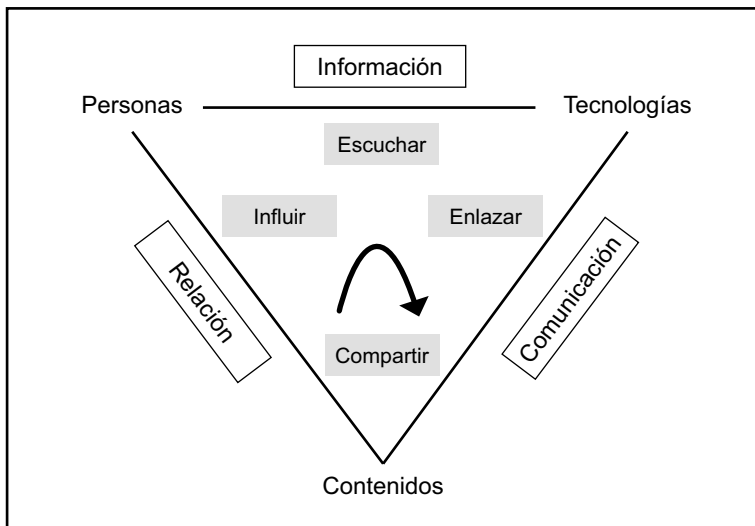 Información
Personas
Tecnologías
Escuchar
Influir
Enlazar
Relación
Comunicación
Compartir
Contenidos